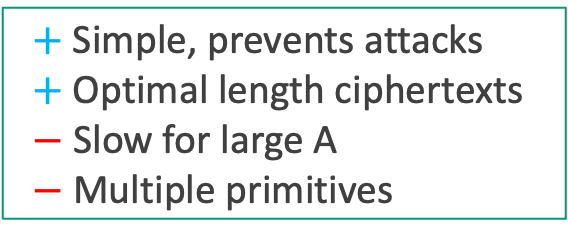 + Simple, prevents attacks
+ Optimal length ciphertexts
− Slow for large A
− Multiple primitives